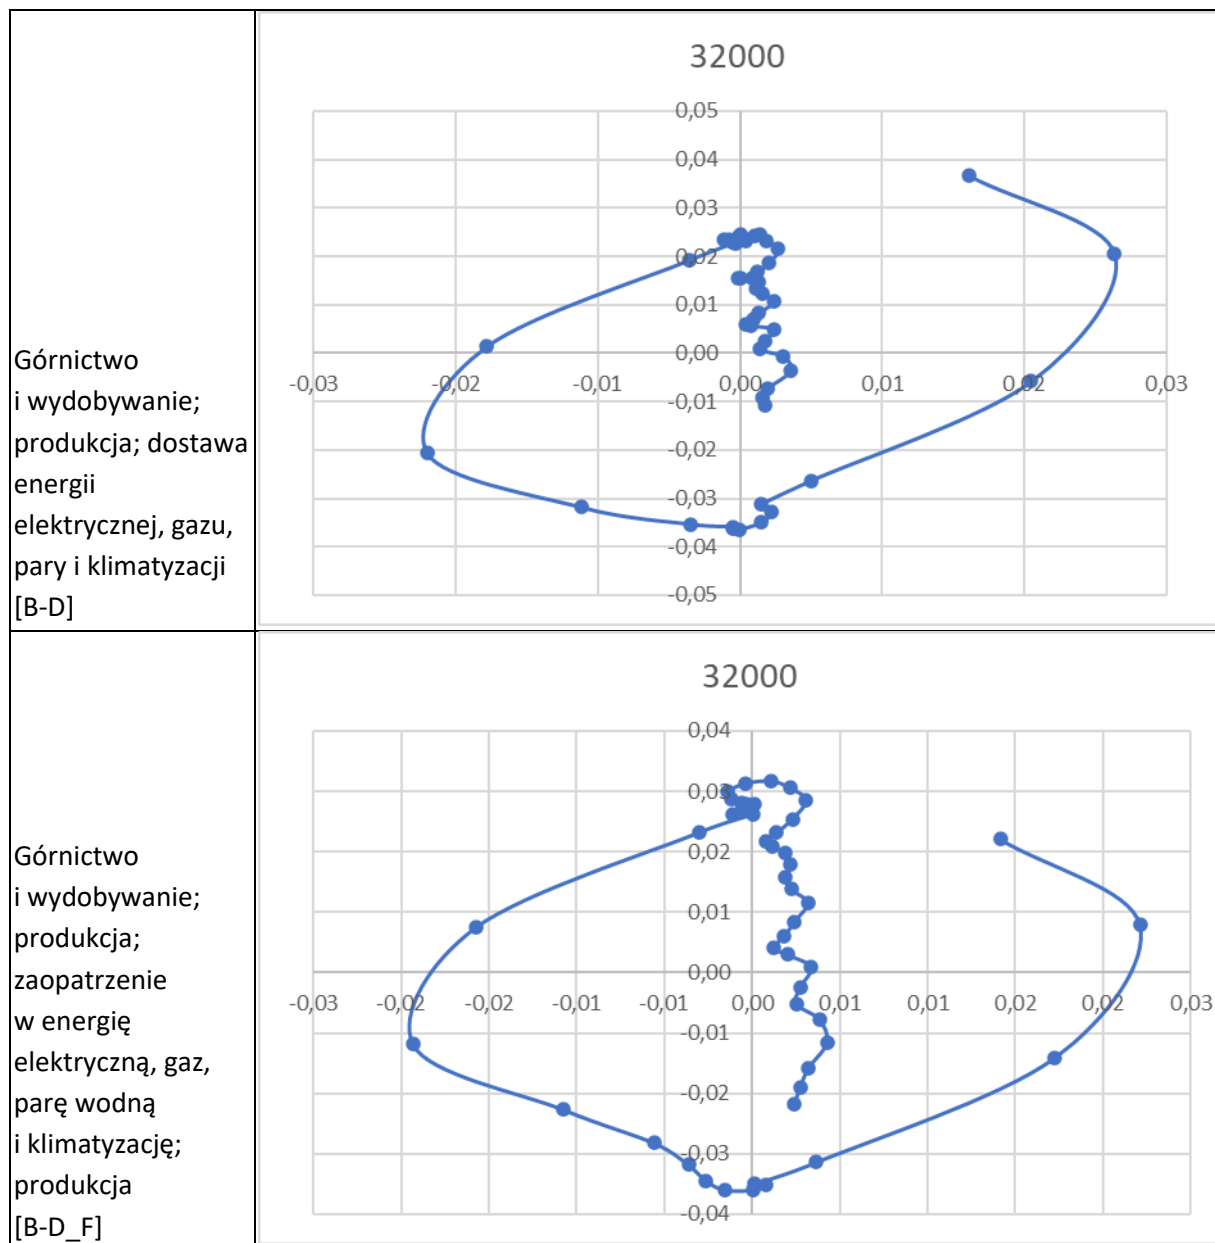 Górnictwo
i wydobywanie;
produkcja; dostawa
energii
elektrycznej, gazu,
pary i klimatyzacji
[B-D]
32000
0,05
0,04
0,03
0,02
0,01
0,00
-0,03 -0,02 -0,01 0,00 0,01 0,02 0,03
-0,01
-0,02
-0,03
-0,04
-0,05
Górnictwo
i wydobywanie;
produkcja;
zaopatrzenie
w energię
elektryczną, gaz,
parę wodną
i klimatyzację;
produkcja
[B-D_F]
32000
0,04
0,03
0,02
0,01
0,00
-0,03 -0,02 -0,02 -0,01 -0,01 0,00 0,01 0,01 0,02 0,02 0,03
-0,01
-0,02
-0,03
-0,04